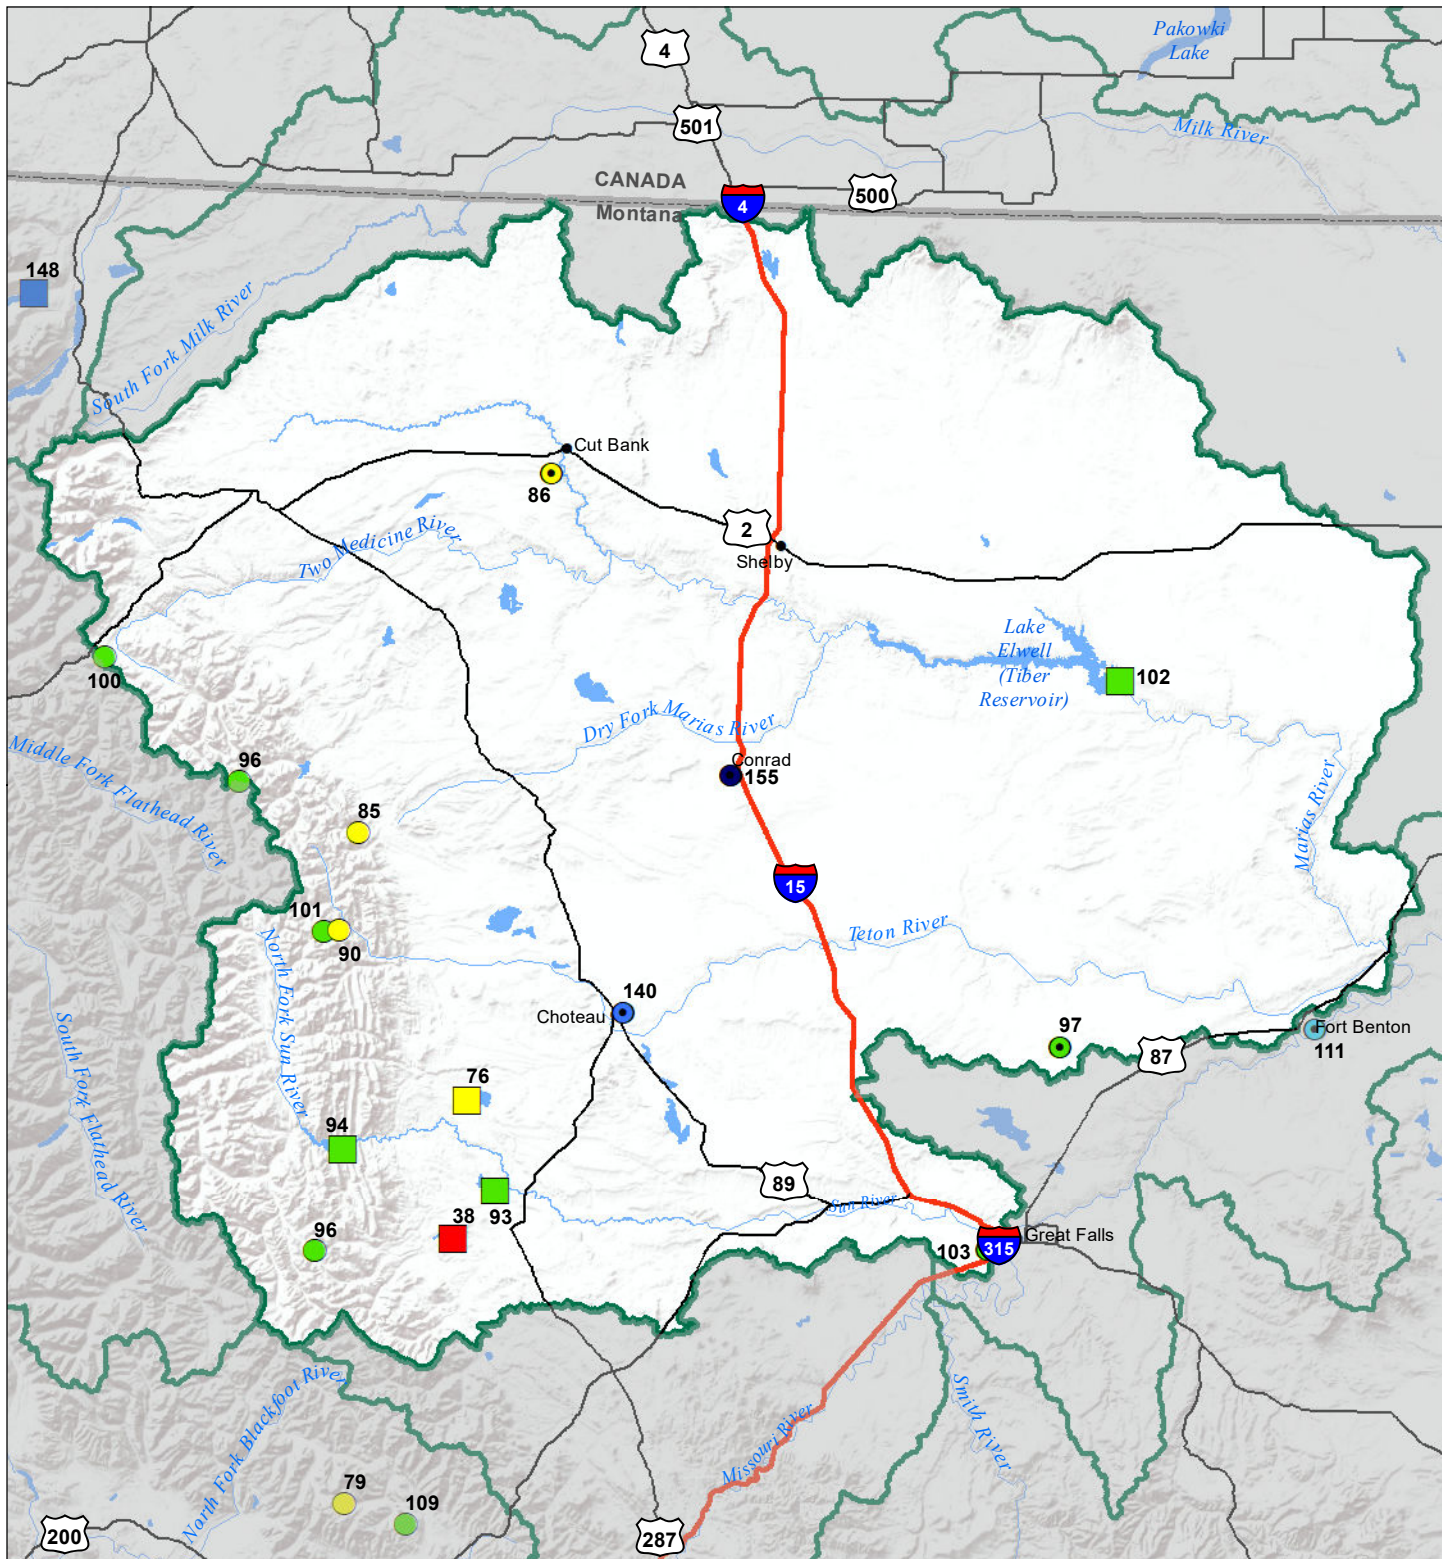 Pakowki
Lake
4
501
Milk River
CANADA
Montana
4
500
148
South Fork Milk River
Cut Bank
86
2
Shelby
Two Medicine River
Lake
Elwell
(Tiber
Reservoir)
102
100
Dry Fork Marias River
Middle Fork Flathead River
96
Conrad
155
85
Marias River
15
101
90
North Fork Sun River
Teton River
140
Choteau
97
Fort Benton
111
87
South Fork Flathead River
76
94
89
93
Sun River
38
96
103
315
Great Falls
North Fork Blackfoot River
Smith River
Missouri River
79
109
200
287